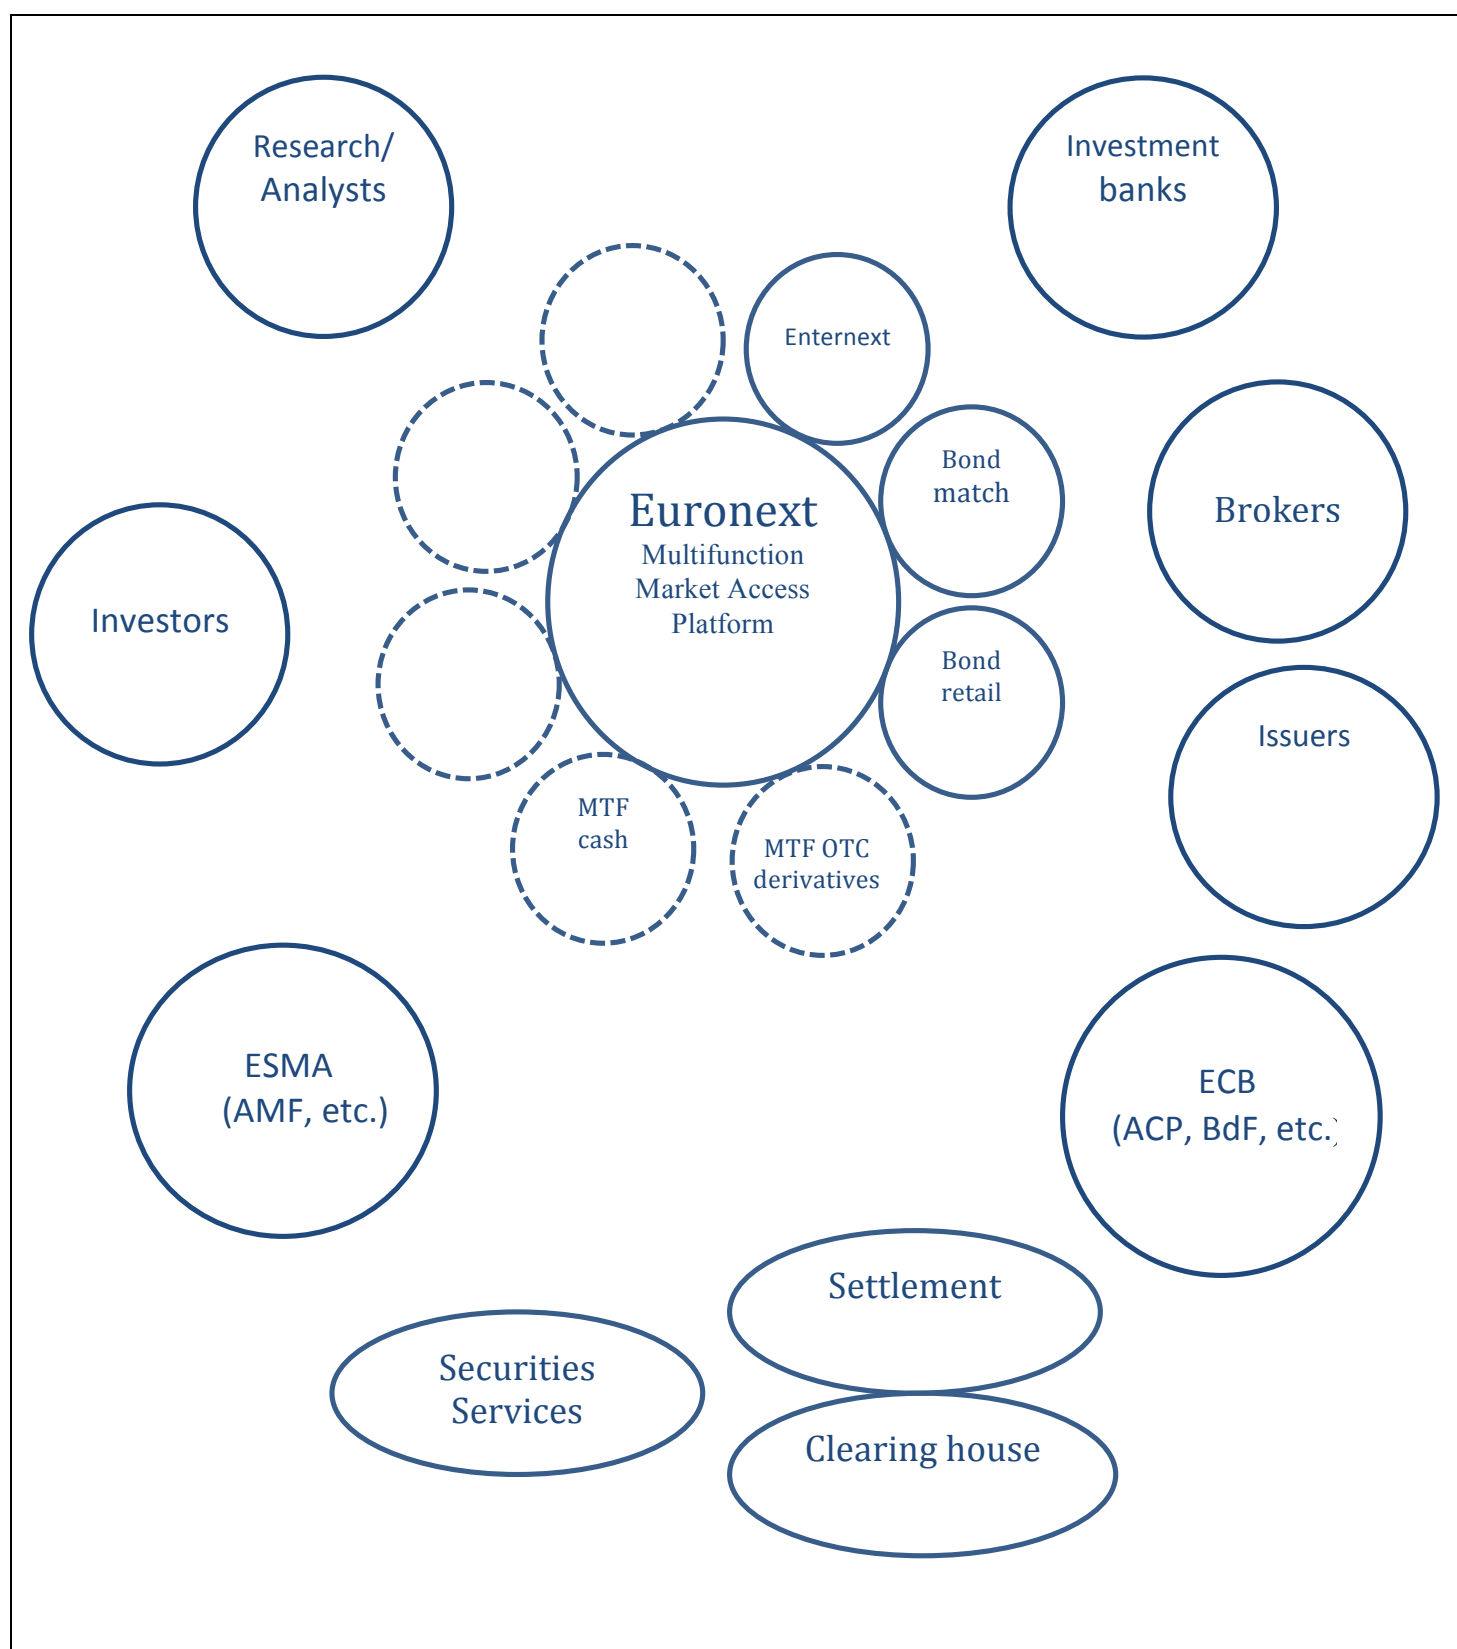 Research/
Analysts
Investment
banks
Enternext
Bond
match
Brokers
Euronext
Multifunction
Market Access
Platform
Investors
Bond
retail
Issuers
MTF
cash
MTF OTC
derivatives
ESMA
(AMF, etc.)
ECB
(ACP, BdF, etc.)
Settlement
Securities
Services
Clearing house